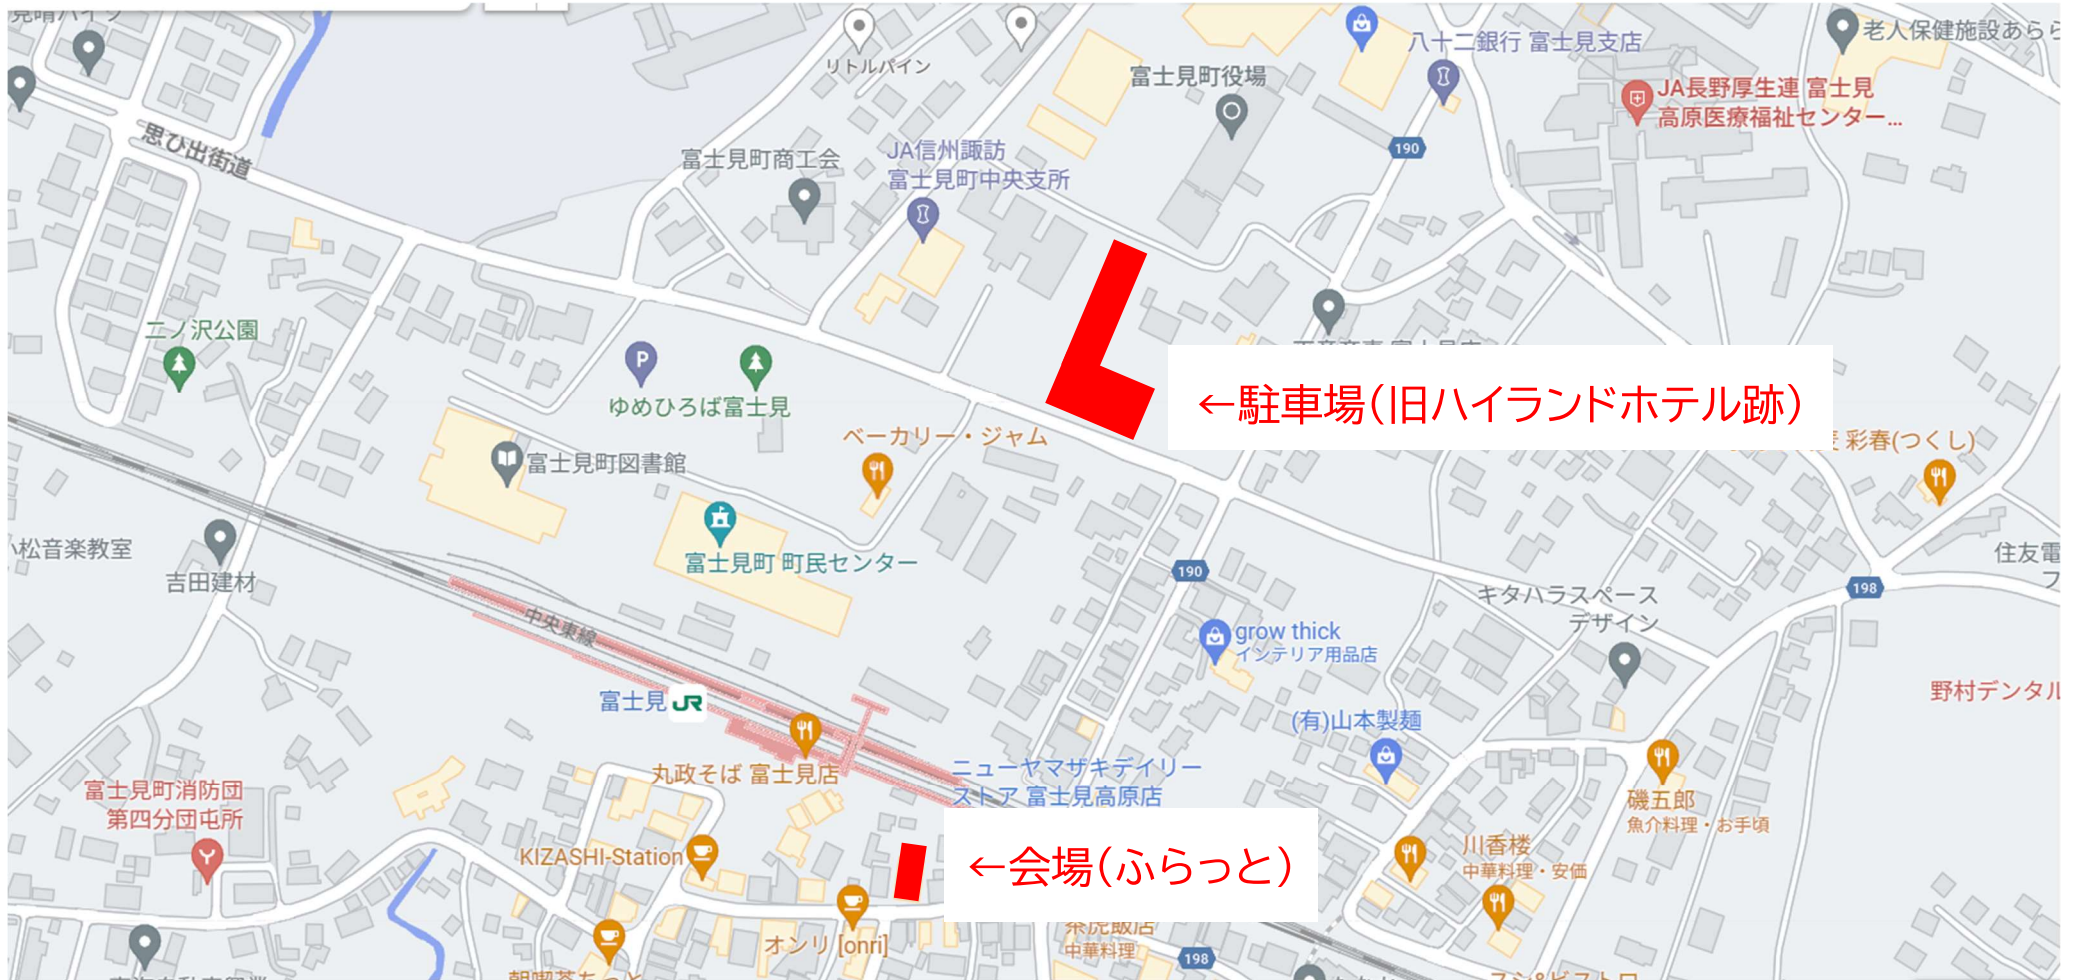 見晴ハイツ
リトルパイン
富士見町役場
八十二銀行 富士見支店
老人保健施設あらら
JA長野厚生連 富士見
高原医療福祉センター...
思ひ出街道
富士見町商工会
JA信州諏訪
富士見町中央支所
190
二ノ沢公園
P
ゆめひろば富士見
←駐車場(旧ハイランドホテル跡)
ベーカリー・ジャム
彩春(つくし)
富士見町図書館
小松音楽教室
吉田建材
富士見町 町民センター
190
住友電
フ
198
キタハラスペース
デザイン
中央東線
grow thick
インテリア用品店
富士見 JR
野村デンタル
(有)山本製麺
丸政そば 富士見店
ニューヤマザキデイリー
ストア 富士見高原店
富士見町消防団
第四分団屯所
磯五郎
魚介料理・お手頃
KIZASHI-Station
←会場(ふらっと)
川香楼
中華料理・安価
オンリ [onri]
中華料理
198